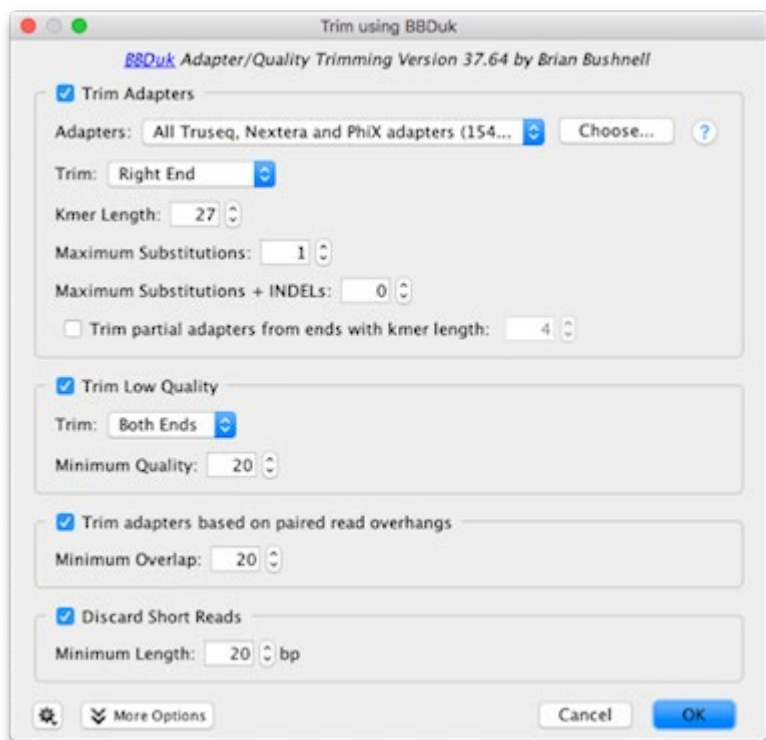 Trim using BBDuk
BBDuk Adapter/Quality Trimming Version 37.64 by Brian Bushnell
Trim Adapters
Adapters: All Truseq, Nextera and PhiX adapters (154... Choose... ?
Trim: Right End
Kmer Length: 27
Maximum Substitutions: 1
Maximum Substitutions + INDELs: 0
Trim partial adapters from ends with kmer length: 4
Trim Low Quality
Trim: Both Ends
Minimum Quality: 20
Trim adapters based on paired read overhangs
Minimum Overlap: 20
Discard Short Reads
Minimum Length: 20 bp
More Options Cancel OK